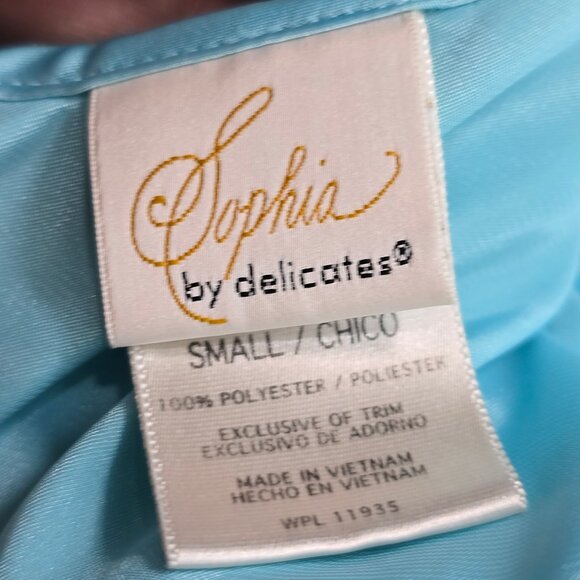 Sophia
by delicates®
SMALL / CHICO
100% POLYESTER / POLIESTER
EXCLUSIVE OF TRIM
EXCLUSIVO DE ADORNO
MADE IN VIETNAM
HECHO EN VIETNAM
WPL 11935